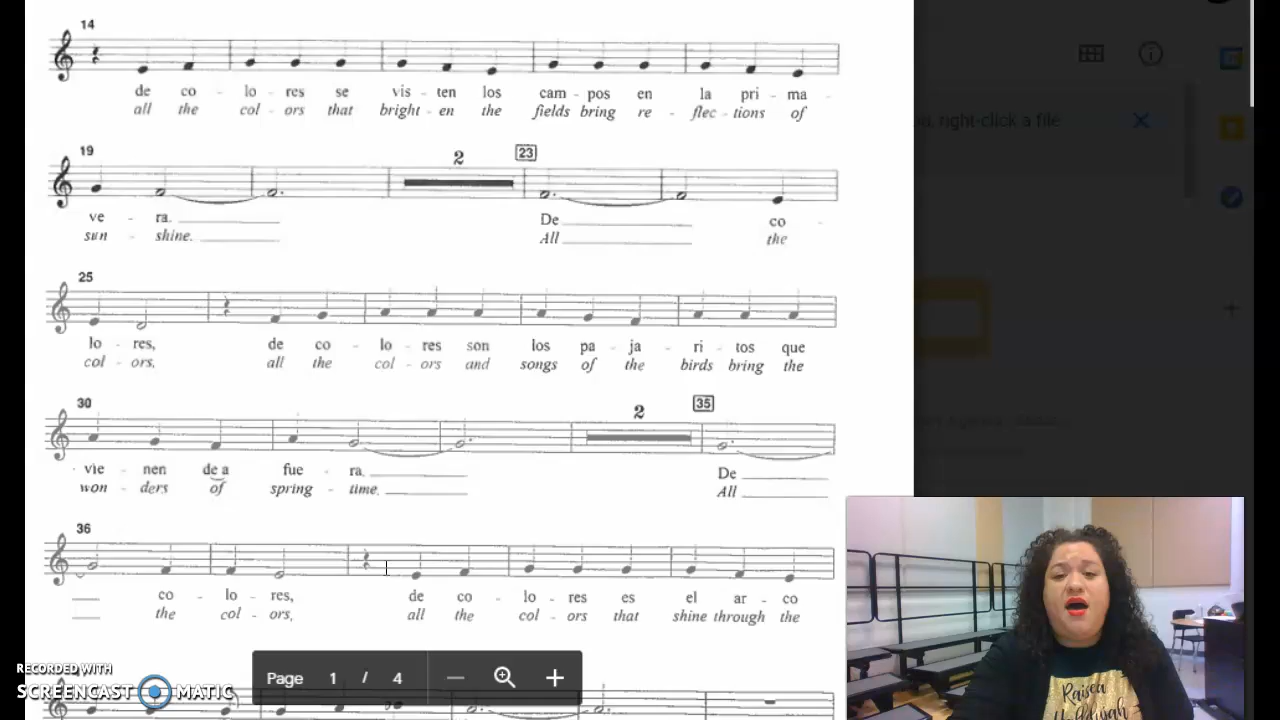 14
de co - lo - res se vis - ten los cam - pos en la pri - ma -
all the col - ors that bright - en the fields bring re - flec - tions of
19
2
23
ve - ra. De co -
sun - shine. All the
25
lo - res, de co - lo - res son los pa - ja - ri - tos que
col - ors, all the col - ors and songs of the birds bring the
30
2
35
vie - nen de a fue - ra, De
won - ders of spring - time, All
36
co - lo - res, de co - lo - res es el ar - co
the col - ors, all the col - ors that shine through the
right-click a file
RECORDED WITH
SCREENCAST MATIC
Page 1 / 4
Raisea